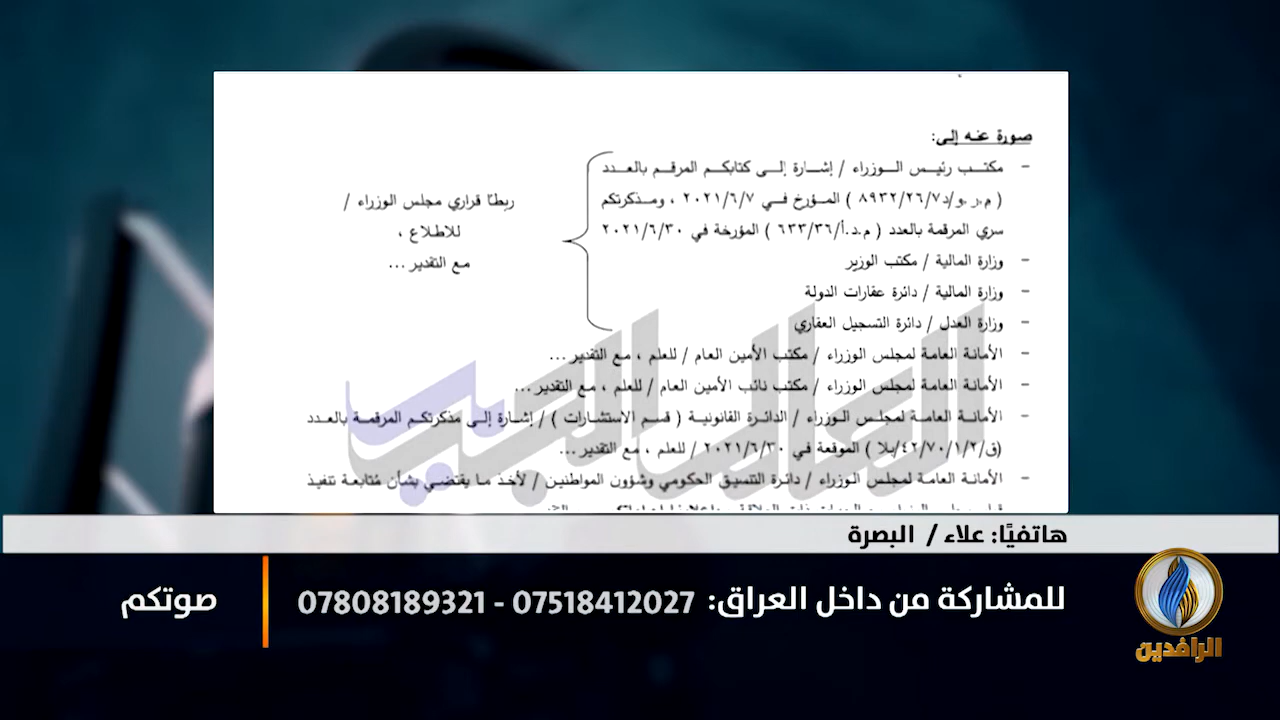 صورة عنه إلى:
- مكتب رئيس الوزراء / إشارة إلى كتابكم المرقم بالعدد
( م.ر.و/د٨٩٣٢/٢٦/٧ ) المؤرخ في ٢٠٢١/٦/٧ ، ومذكرتكم
سري المرقمة بالعدد ( م.د.أ/٦٣٣/٣٦ ) المؤرخة في ٢٠٢١/٦/٣٠
- وزارة المالية / مكتب الوزير
- وزارة المالية / دائرة عقارات الدولة
- وزارة العدل / دائرة التسجيل العقاري
ربطا قراري مجلس الوزراء /
للاطلاع ،
مع التقدير...
- الأمانة العامة لمجلس الوزراء / مكتب الأمين العام / للعلم ، مع التقدير...
- الأمانة العامة لمجلس الوزراء / مكتب نائب الأمين العام / للعلم ، مع التقدير...
- الأمانة العامة لمجلس الوزراء / الدائرة القانونية ( قسم الاستشارات ) / إشارة إلى مذكرتكم المرقمة بالعدد
(ق/٤٢/٧٠/١/٢/بلا ) الموقعة في ٢٠٢١/٦/٣٠ / للعلم ، مع التقدير...
- الأمانة العامة لمجلس الوزراء / دائرة التنسيق الحكومي وشؤون المواطنين / لأخذ ما يقتضي بشأن مُتابعة تنفيذ
هاتفيًا: علاء / البصرة
للمشاركة من داخل العراق: 07518412027 - 07808189321
صوتكم
الرافدين